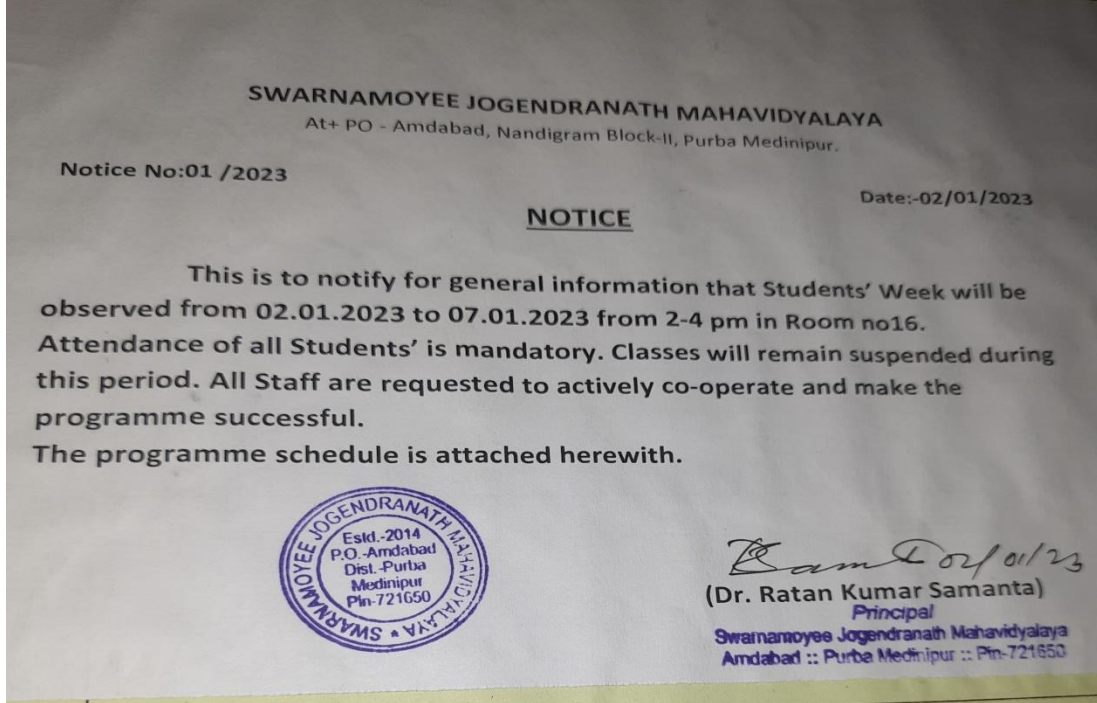 SWARNAMOYEE JOGENDRANATH MAHAVIDYALAYA
At+ PO - Amdabad, Nandigram Block-II, Purba Medinipur.
Notice No:01 /2023
Date:-02/01/2023
NOTICE
This is to notify for general information that Students’ Week will be
observed from 02.01.2023 to 07.01.2023 from 2-4 pm in Room no16.
Attendance of all Students’ is mandatory. Classes will remain suspended during
this period. All Staff are requested to actively co-operate and make the
programme successful.
The programme schedule is attached herewith.
SWARNAMOYEE JOGENDRANATH MAHAVIDYALAYA
Estd.-2014
P.O.-Amdabad
Dist.-Purba
Medinipur
Pin-721650
02/01/23
(Dr. Ratan Kumar Samanta)
Principal
Swarnamoyee Jogendranath Mahavidyalaya
Amdabad :: Purba Medinipur :: Pin-721650